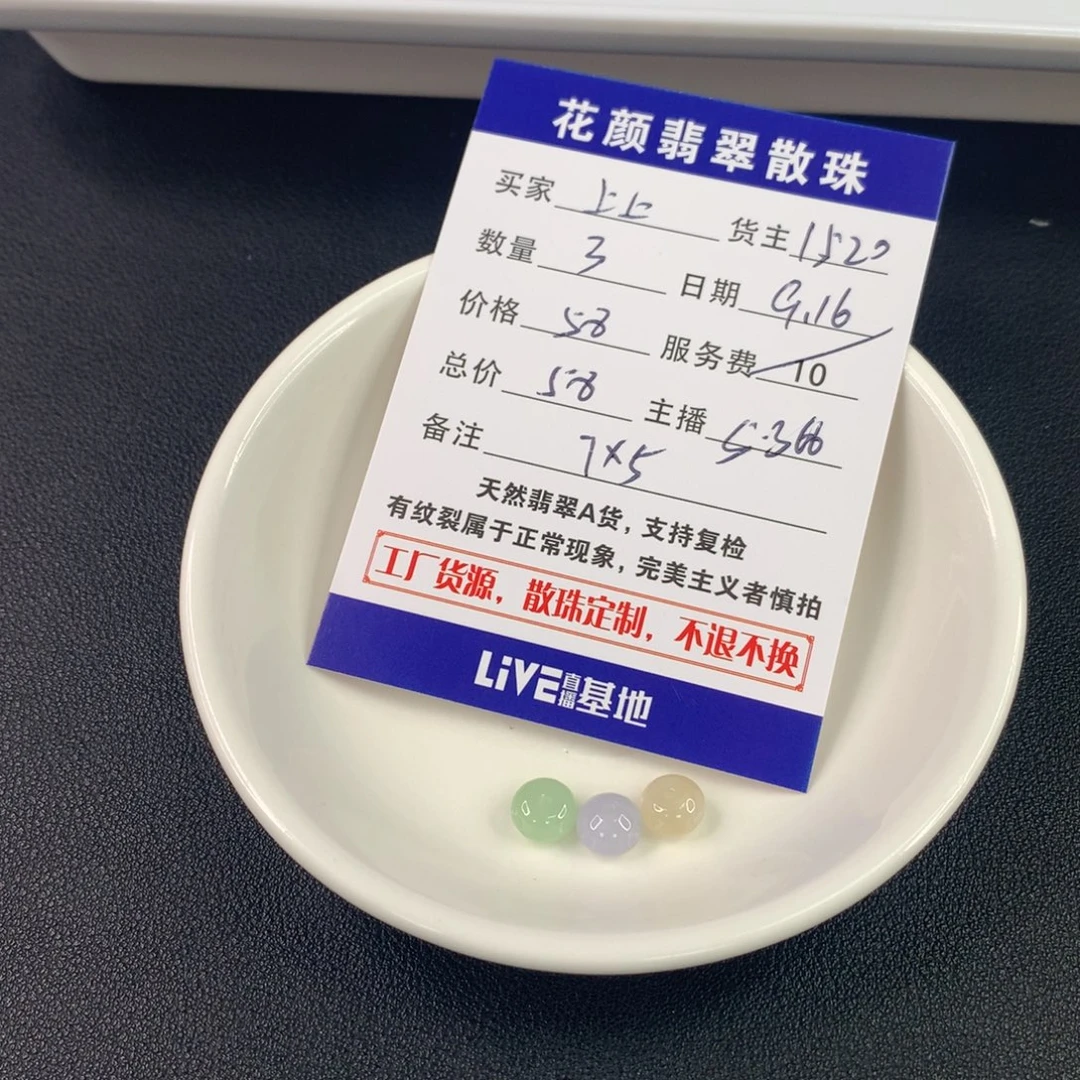 花颜翡翠散珠
买家 上上 货主 1520
数量 3 日期 9.16
价格 58 服务费 10
总价 58 主播
备注 7×5
天然翡翠A货，支持复检
有纹裂属于正常现象，完美主义者慎拍
工厂货源，散珠定制，不退不换
LiVE直播基地